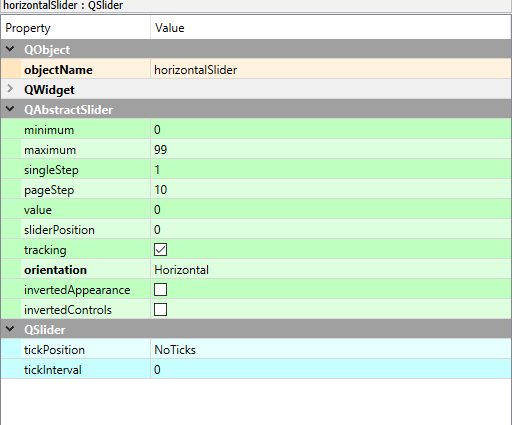 horizontalSlider : QSlider
Property Value
QObject
objectName horizontalSlider
QWidget
QAbstractSlider
minimum 0
maximum 99
singleStep 1
pageStep 10
value 0
sliderPosition 0
tracking
orientation Horizontal
invertedAppearance
invertedControls
QSlider
tickPosition NoTicks
tickInterval 0